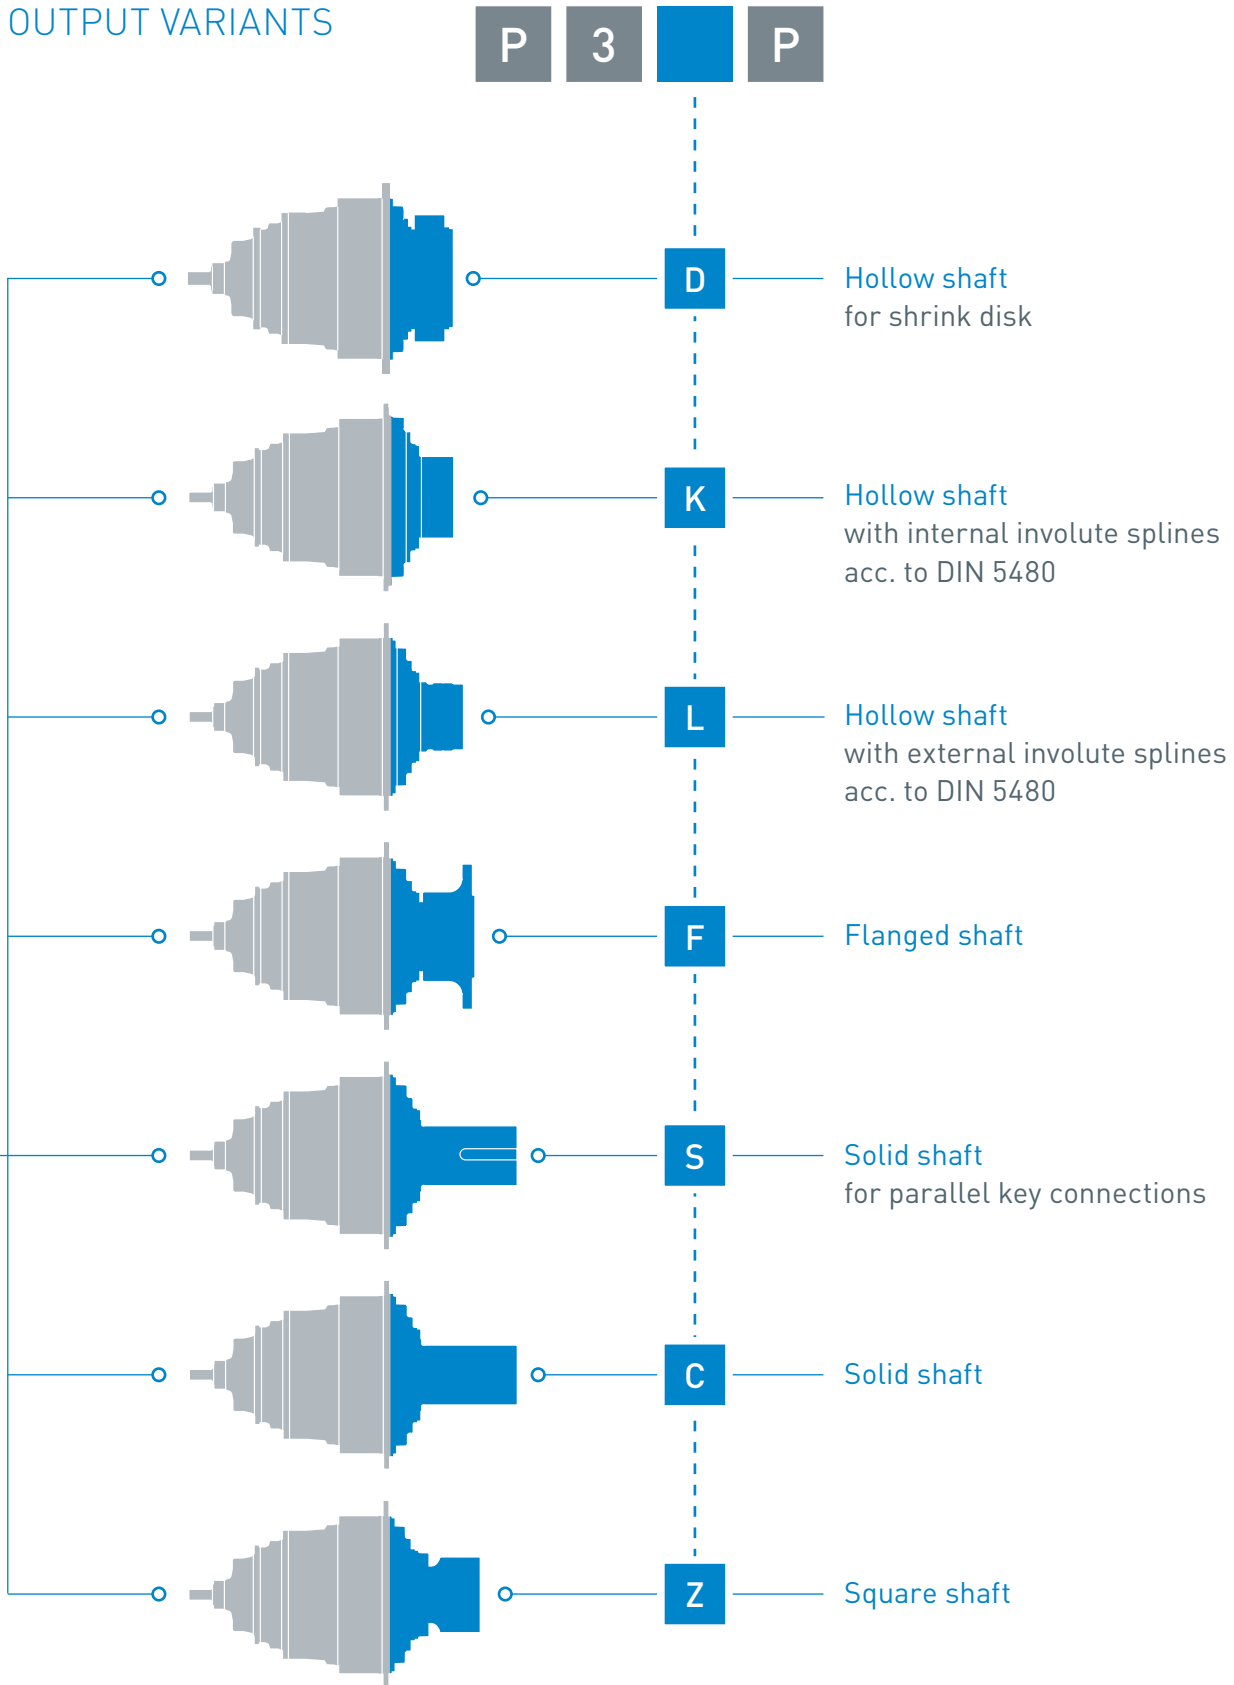 OUTPUT VARIANTS
P 3 P
D
Hollow shaft
for shrink disk
K
Hollow shaft
with internal involute splines
acc. to DIN 5480
L
Hollow shaft
with external involute splines
acc. to DIN 5480
F
Flanged shaft
S
Solid shaft
for parallel key connections
C
Solid shaft
Z
Square shaft